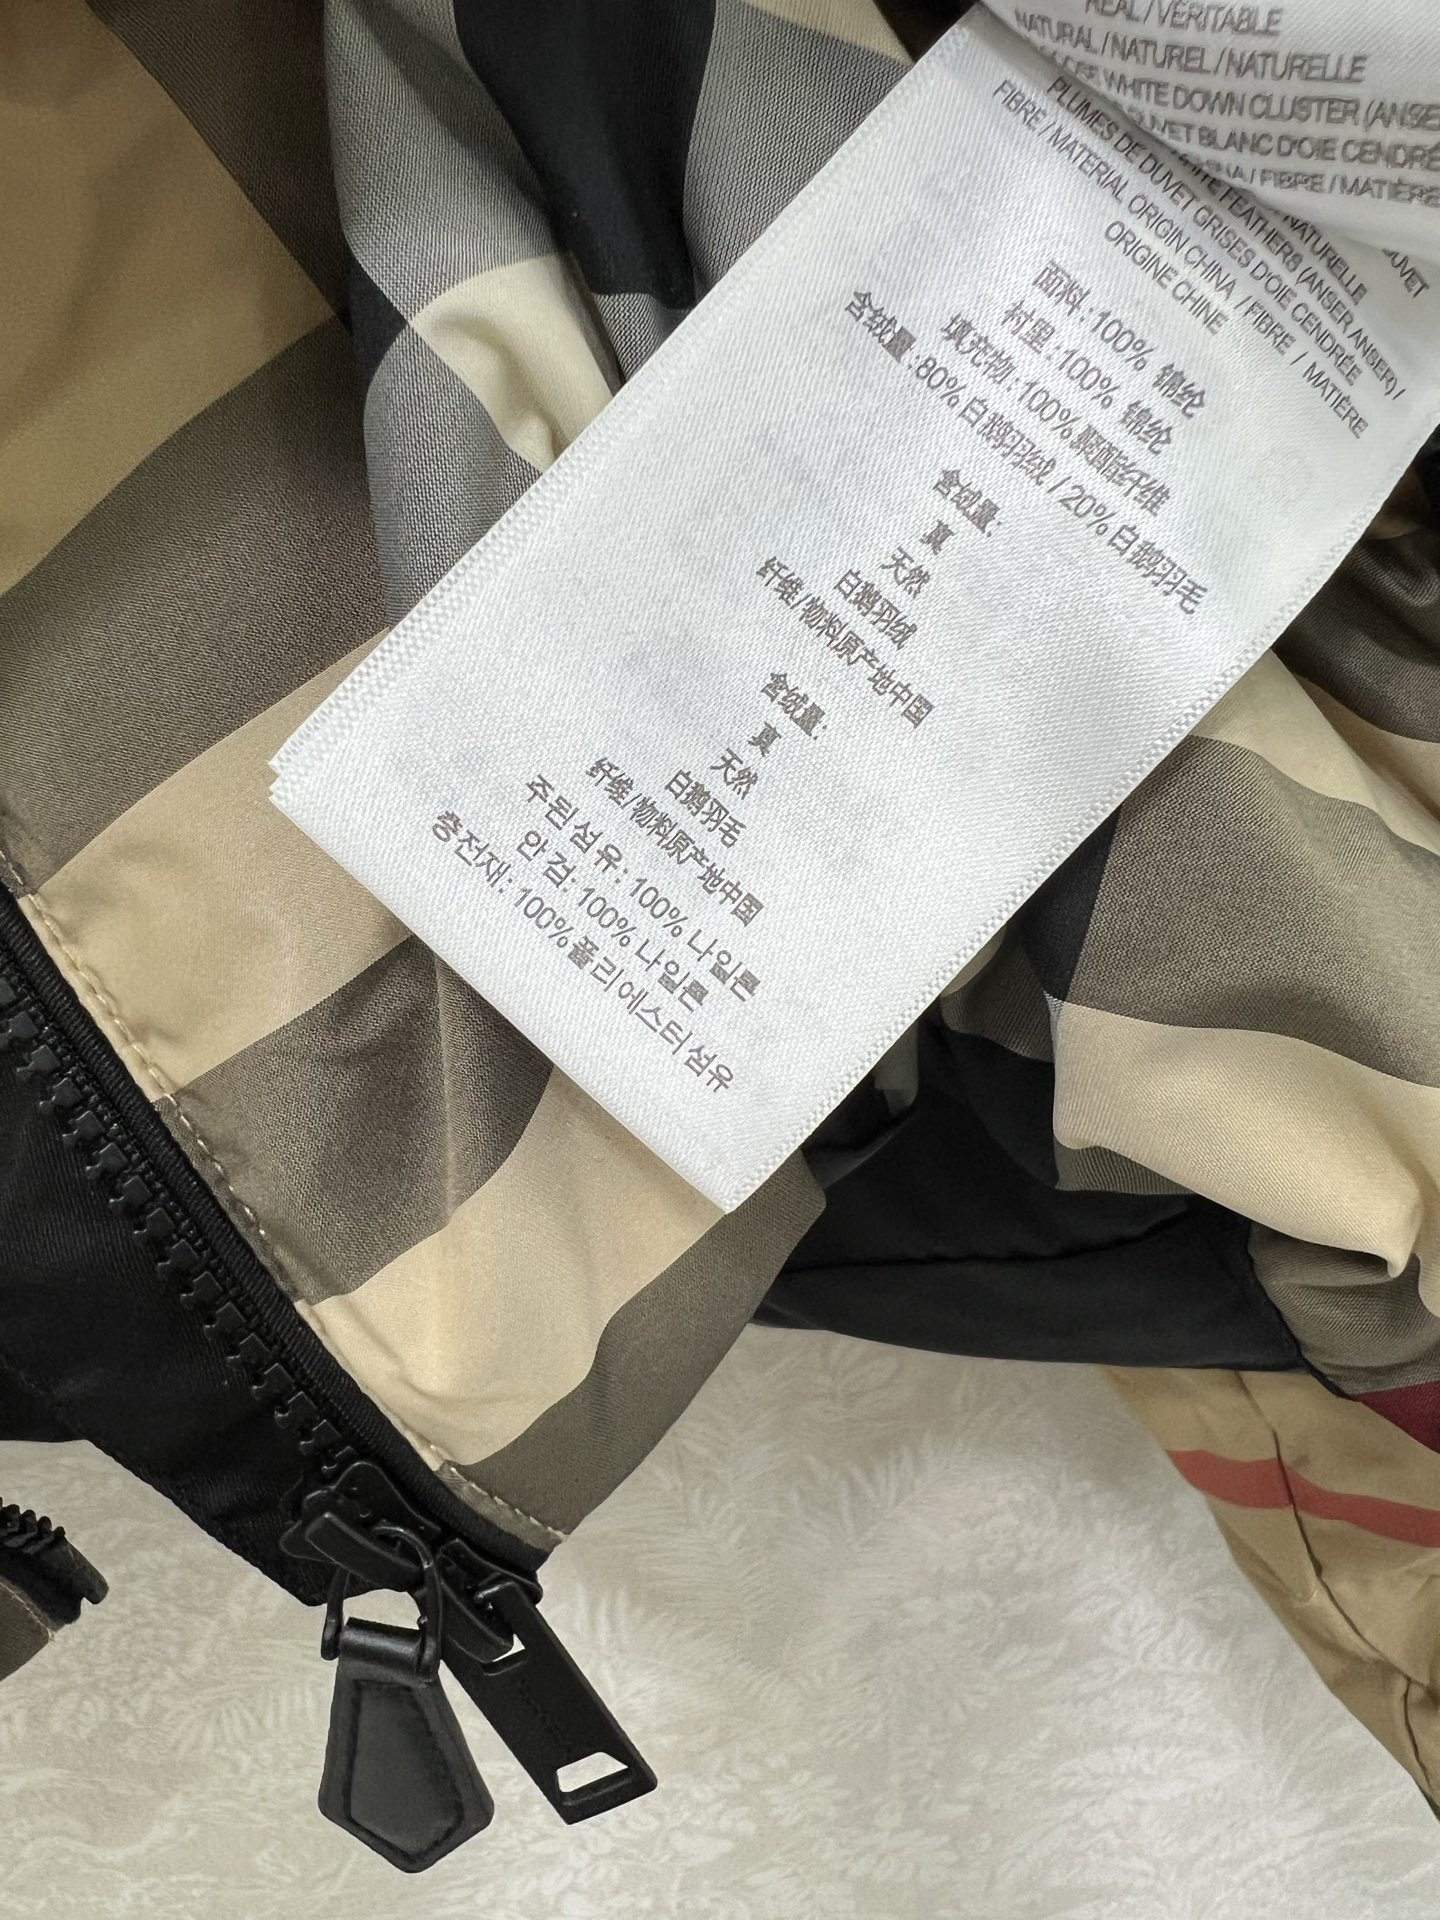 REAL / VÉRITABLE
NATURAL / NATUREL / NATURELLE
WHITE DOWN CLUSTER (ANSE
DUVET BLANC D'OIE CENDRÉ
/ FIBRE / MATIÈRE
NATURELLE
DUVET
FEATHERS (ANSER ANSER) /
PLUMES DE DUVET GRISES D'OIE CENDRÉE
FIBRE / MATERIAL ORIGIN CHINA / FIBRE / MATIÈRE
ORIGINE CHINE
面料:100% 锦纶
衬里:100% 锦纶
填充物:100% 聚酯纤维
含绒量:80% 白鹅羽绒 / 20% 白鹅羽毛
含绒量:
真
天然
白鹅羽绒
纤维/物料原产地中国
含绒量:
真
天然
白鹅羽毛
纤维/物料原产地中国
주된 섬유: 100% 나일론
안 겁: 100% 나일론
충전재: 100% 폴리에스터 섬유